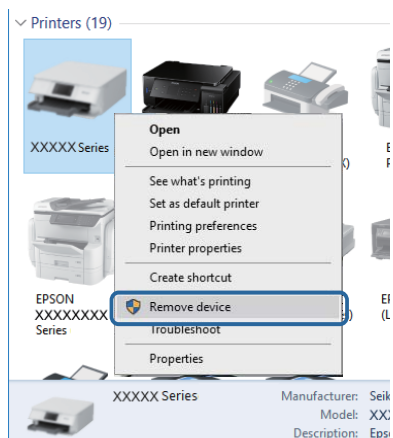 Printers (19)
XXXXX Series
Open
Open in new window
See what's printing
Set as default printer
Printing preferences
Printer properties
Create shortcut
Remove device
Troubleshoot
Properties
EPSON
XXXXXXXX
Series
XXXXX Series
Manufacturer:
Model:
Description: